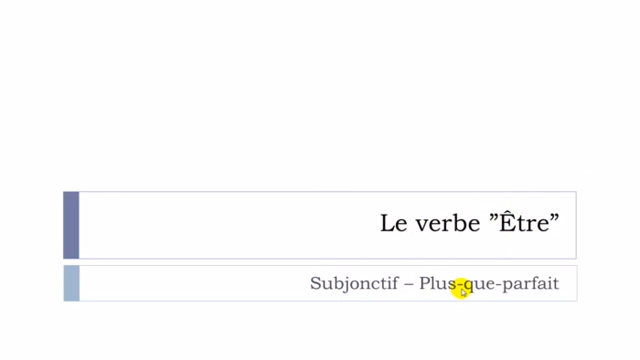 Le verbe ”Être”
Subjonctif – Plus-que-parfait